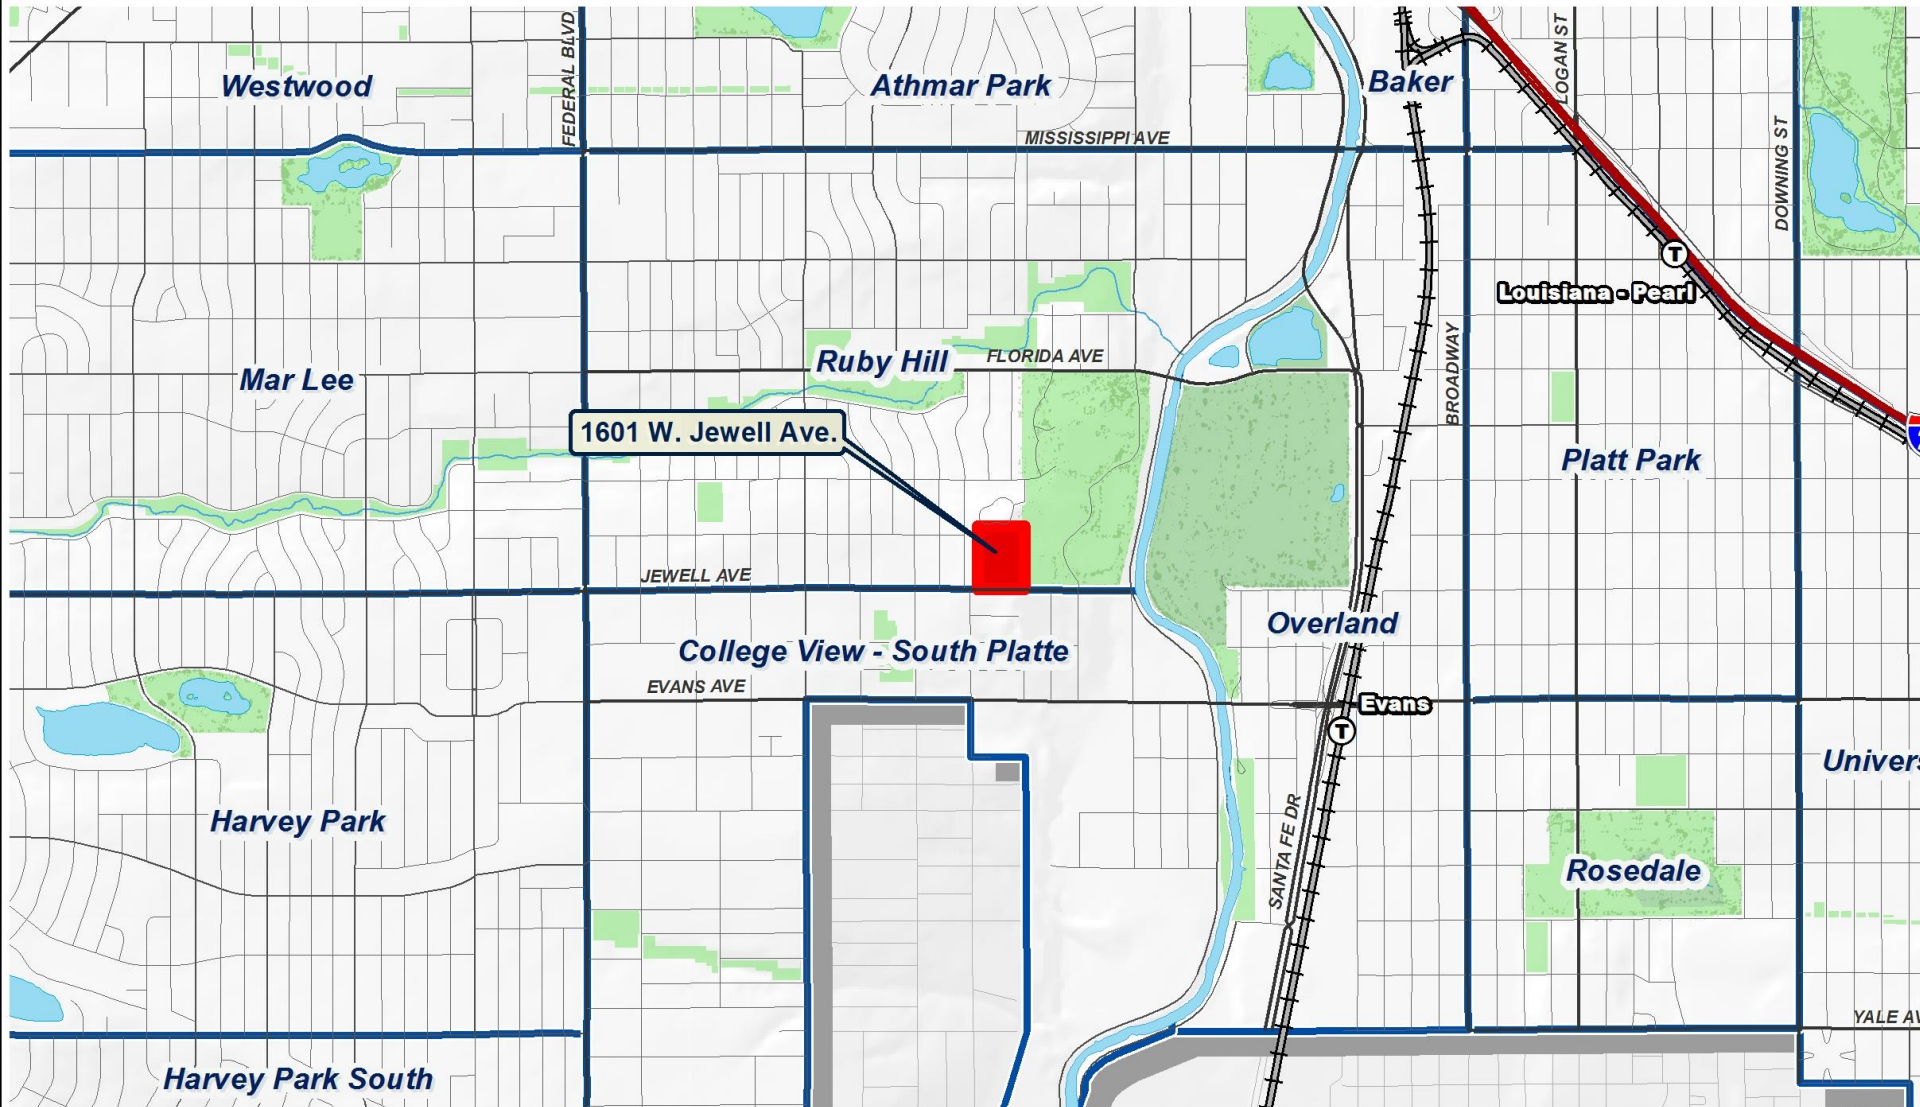 FEDERAL BLVD
LOGAN ST
Westwood
Athmar Park
Baker
MISSISSIPPI AVE
DOWNING ST
T
Louisiana - Pearl
Ruby Hill
FLORIDA AVE
Mar Lee
BROADWAY
1601 W. Jewell Ave.
Platt Park
JEWELL AVE
Overland
College View - South Platte
EVANS AVE
Evans
T
Univers
Harvey Park
SANTA FE DR
Rosedale
YALE AV
Harvey Park South